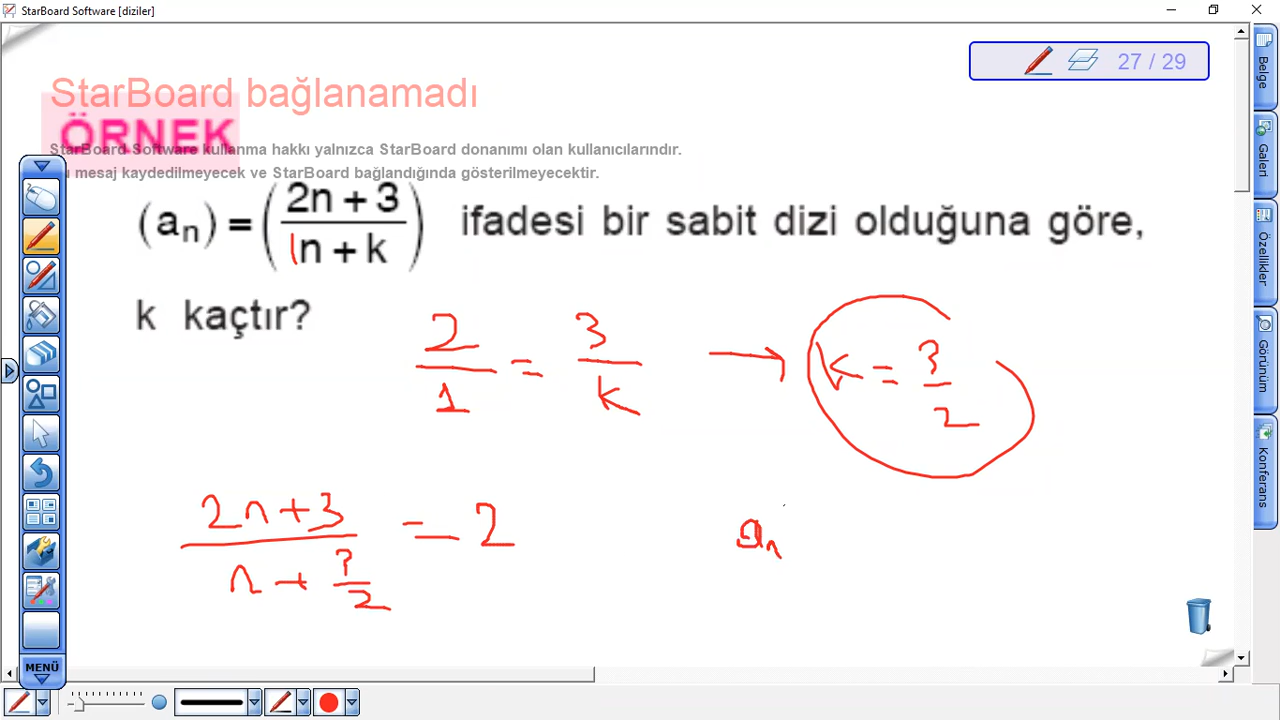 StarBoard Software [diziler]
27 / 29
StarBoard bağlanamadı
ÖRNEK
StarBoard Software kullanma hakkı yalnızca StarBoard donanımı olan kullanıcılarındır.
mesaj kaydedilmeyecek ve StarBoard bağlandığında gösterilmeyecektir.
(aₙ) = ((2n + 3)/(1n + k)) ifadesi bir sabit dizi olduğuna göre,
k kaçtır?
2/1 = 3/k → k = 3/2
(2n+3)/(n+3/2) = 2 aₙ
Belge
Galeri
Özellikler
Görünüm
Konferans
MENÜ